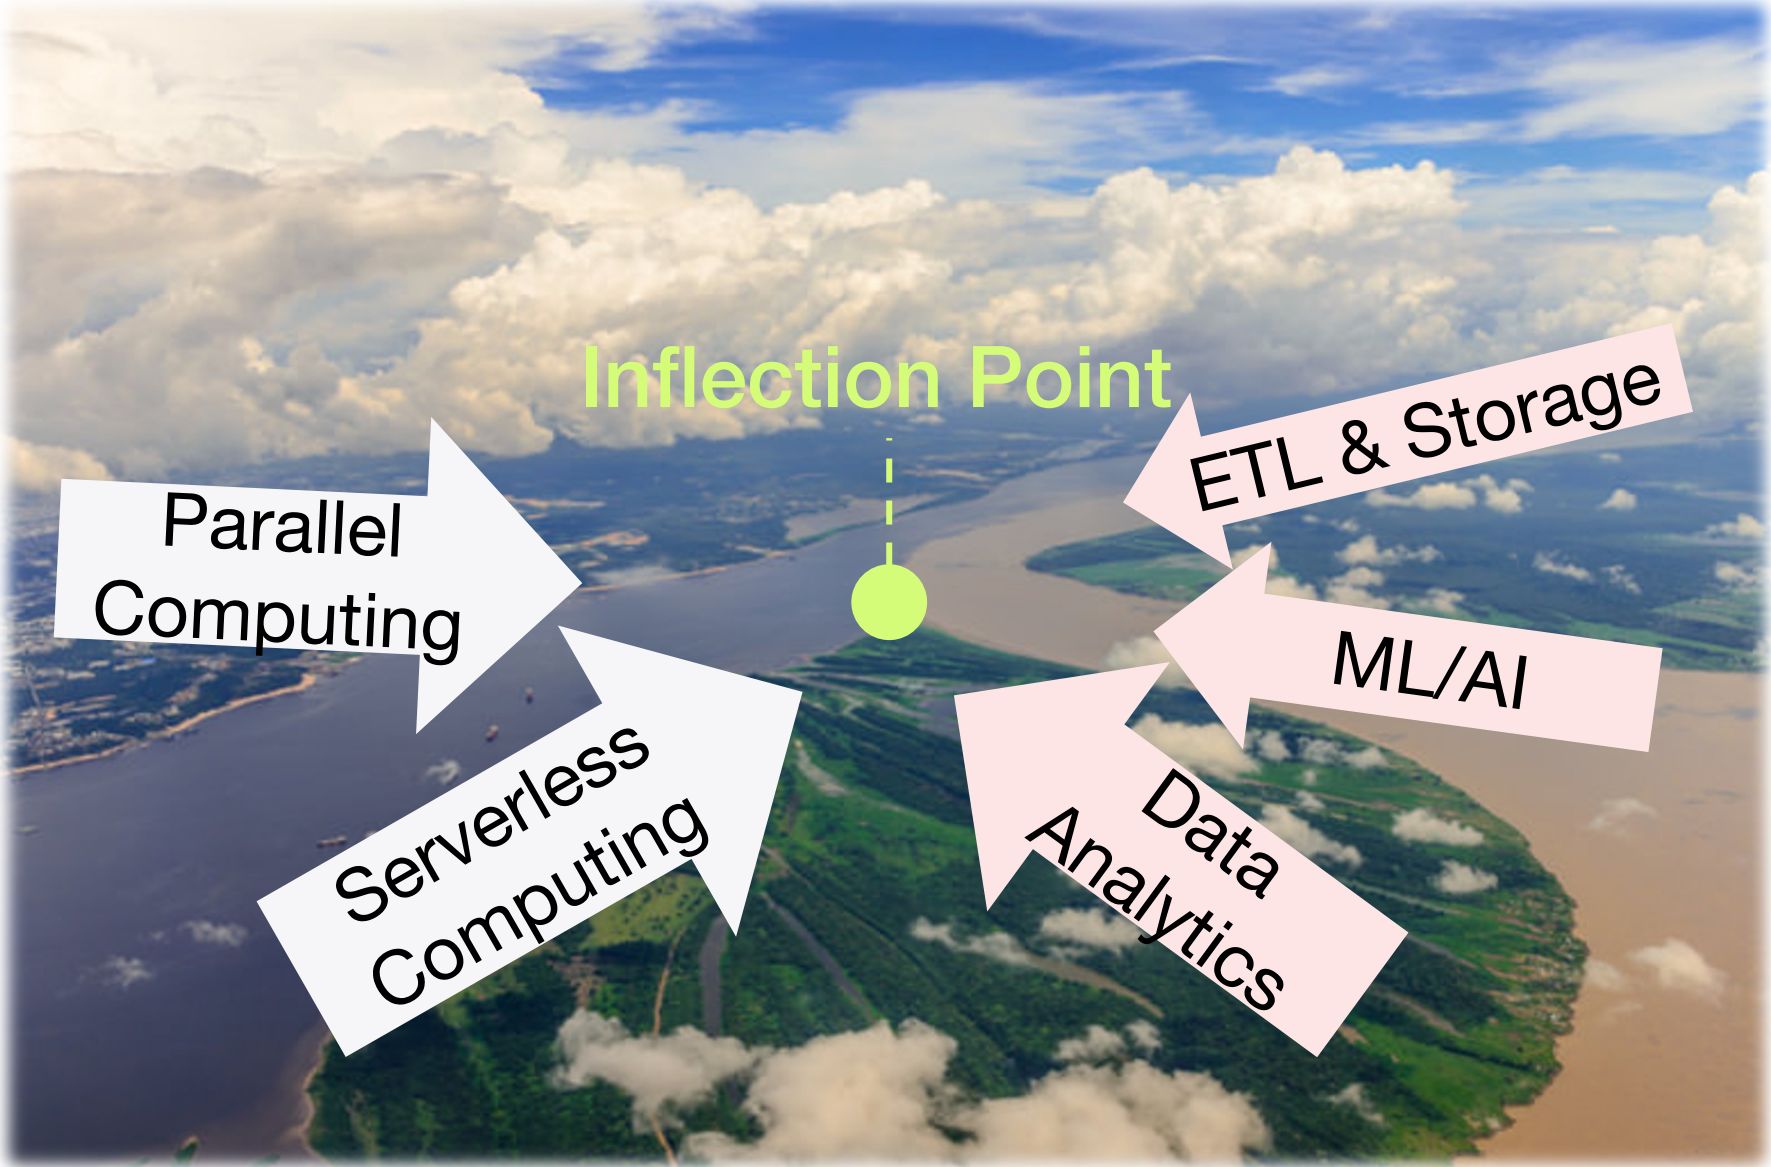 Inflection Point
Parallel
Computing
Serverless
Computing
ETL & Storage
ML/AI
Data
Analytics